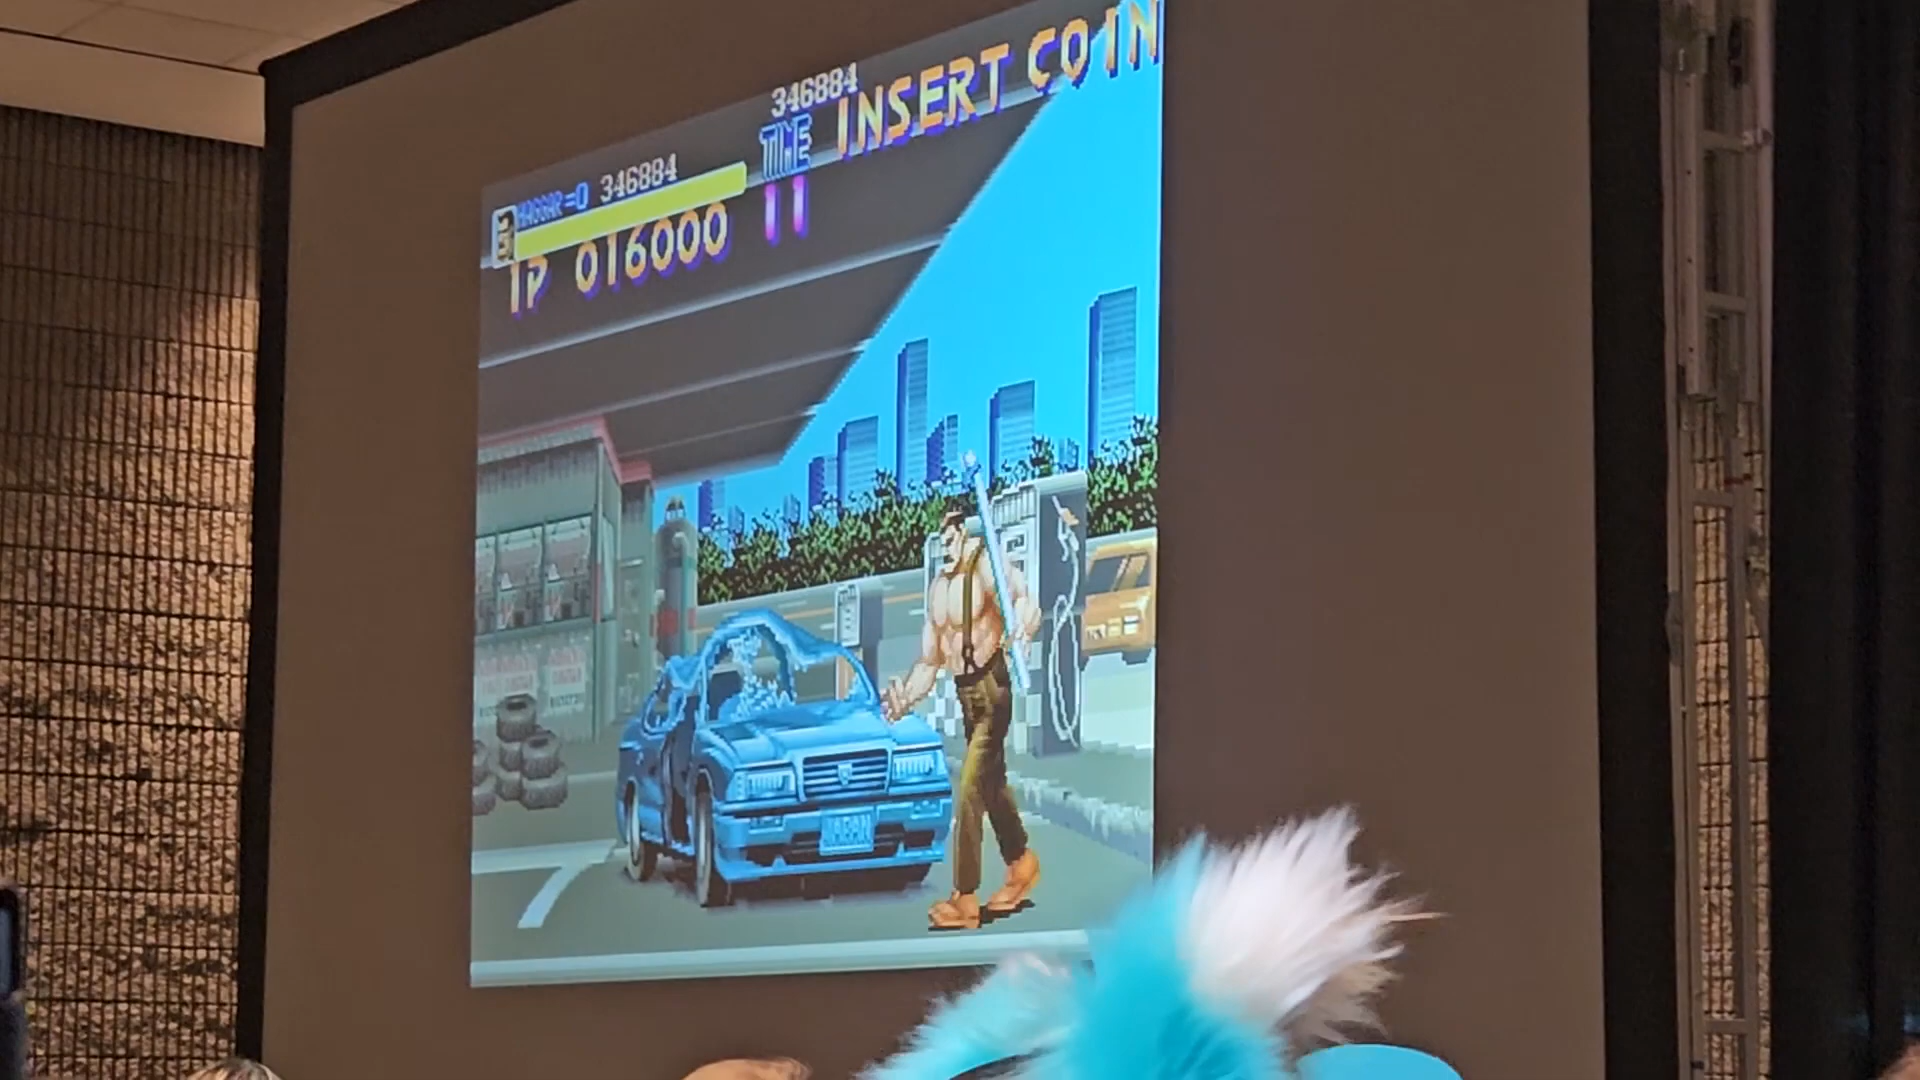 346884
INSERT COIN
HAGGAR=0 346884
TIME
1P 016000
11
JAPAN